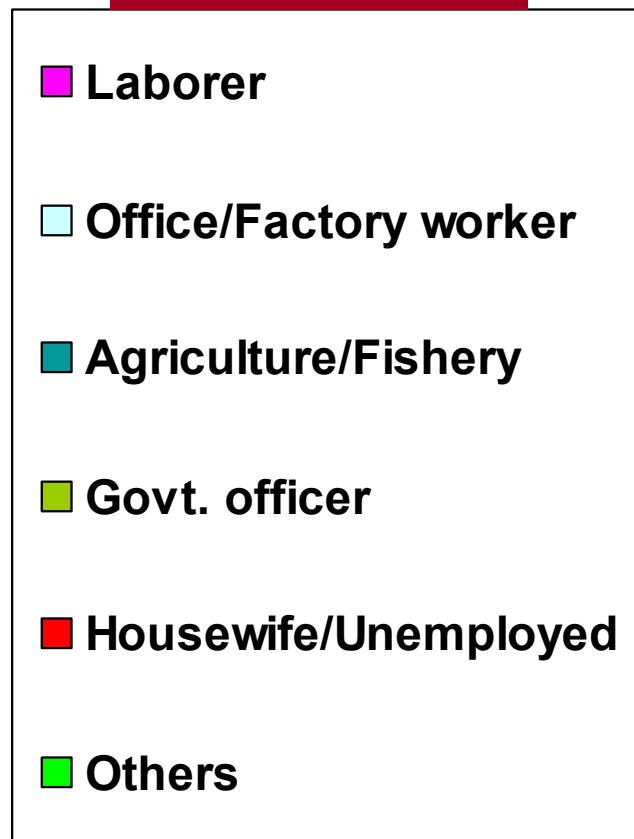 Laborer
Office/Factory worker
Agriculture/Fishery
Govt. officer
Housewife/Unemployed
Others